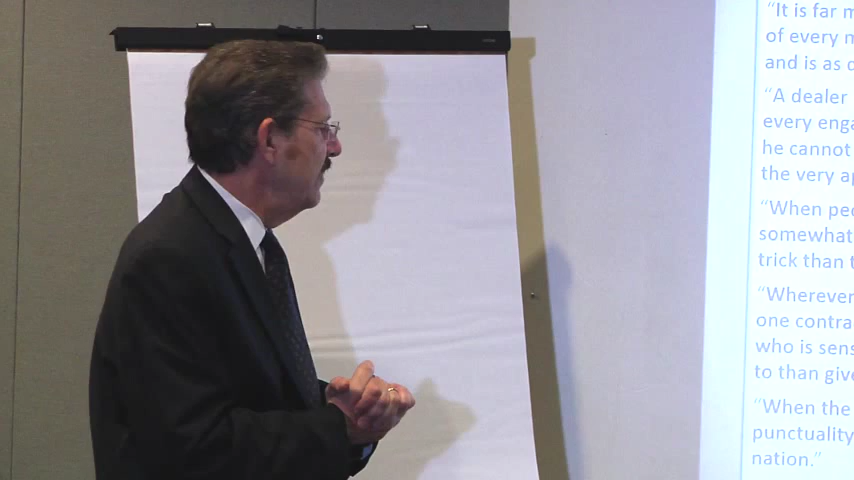 “It is far
of every
and is as
“A dealer
every enga
he cannot
the very ap
“When peo
somewhat
trick than
“Wherever
one contra
who is sens
to than give
“When the
punctuality
nation.”